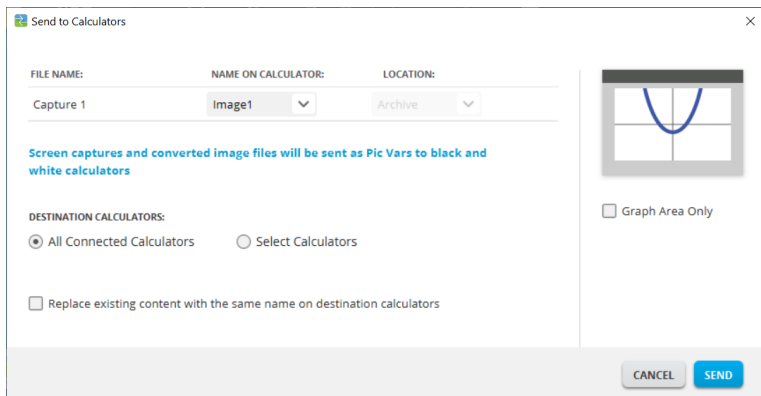 Send to Calculators
FILE NAME: NAME ON CALCULATOR: LOCATION:
Capture 1 Image1 Archive
Screen captures and converted image files will be sent as Pic Vars to black and
white calculators
Graph Area Only
DESTINATION CALCULATORS:
All Connected Calculators Select Calculators
Replace existing content with the same name on destination calculators
CANCEL SEND